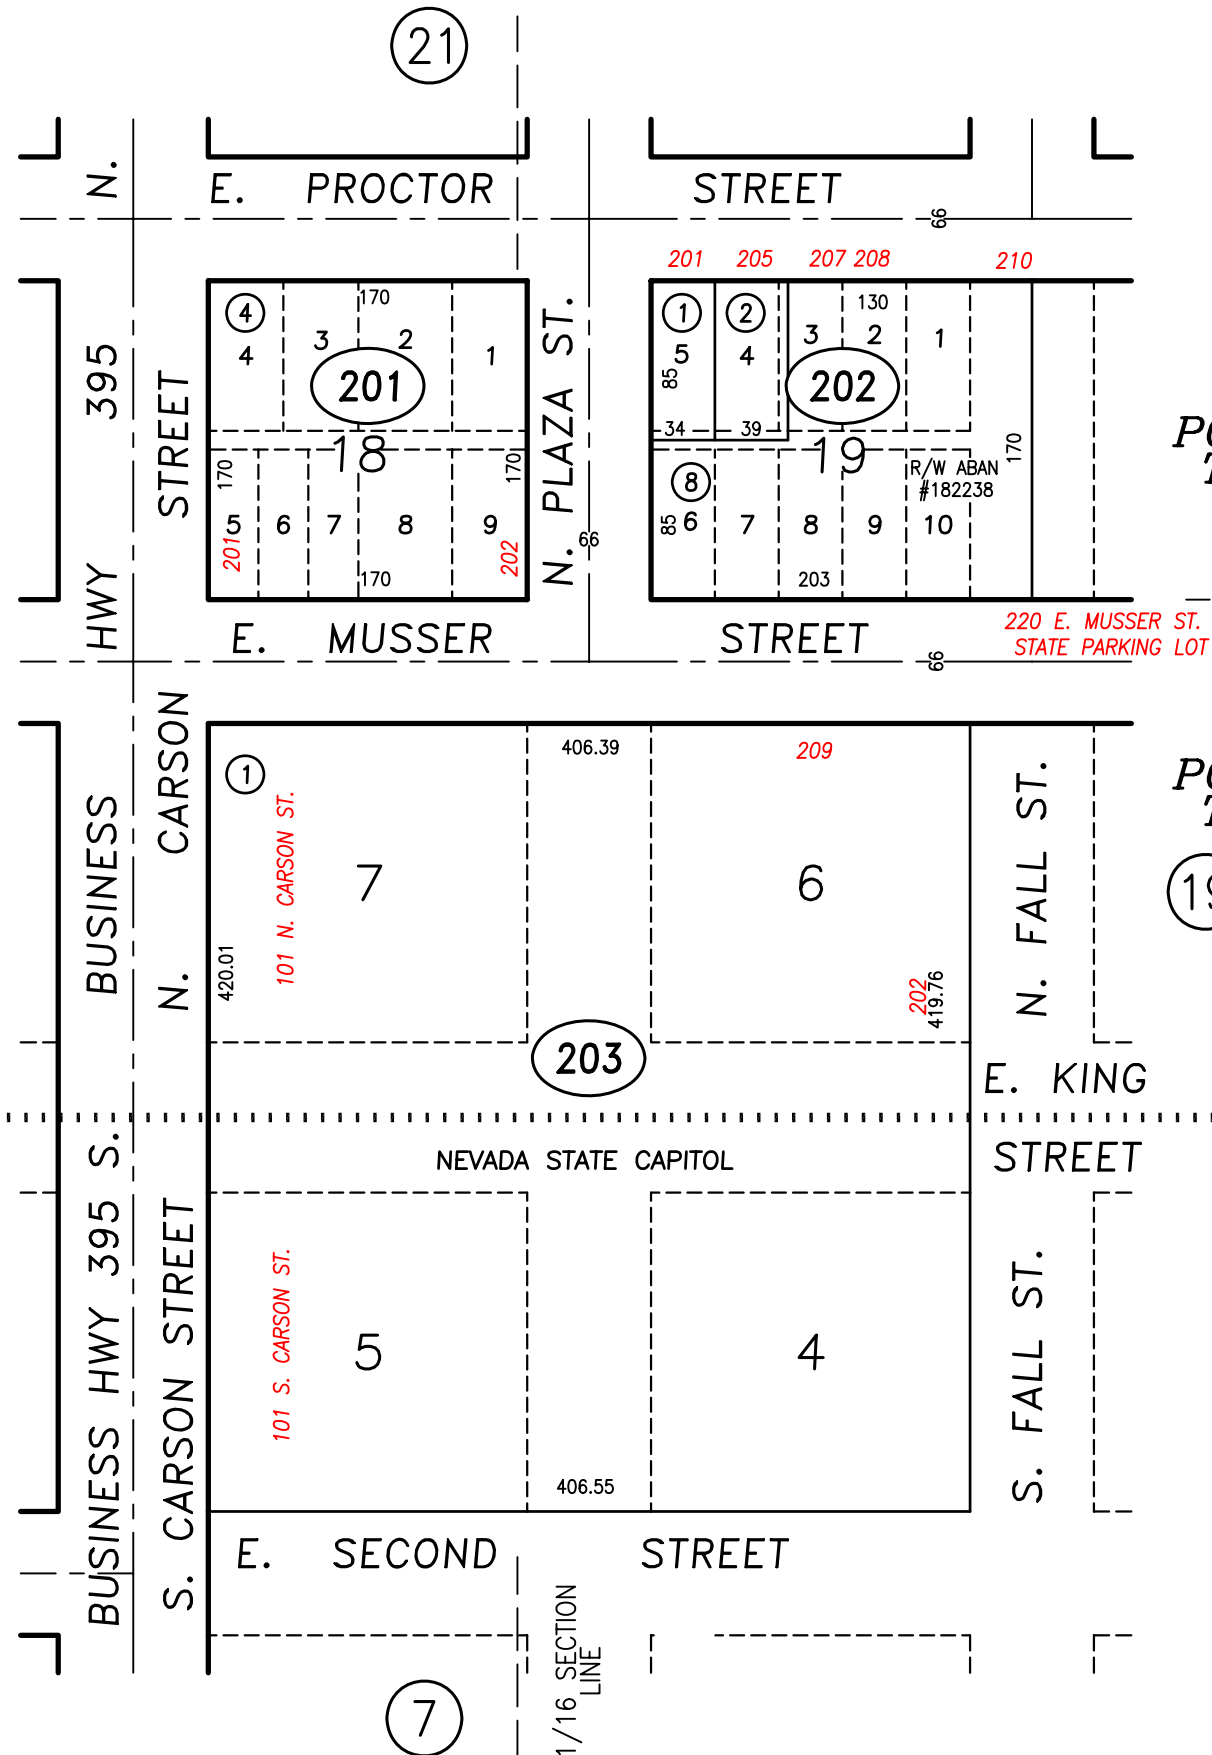 21
N.
E. PROCTOR STREET
66
201 205 207 208 210
4
170
4 3 2 1
201
18
170
170
5 6 7 8 9
201
202
170
N. PLAZA ST.
66
1 2
130
5 4 3 2 1
85
202
34 39
19
R/W ABAN
#182238
170
8
85
6 7 8 9 10
203
HWY 395
STREET
E. MUSSER STREET
66
220 E. MUSSER ST.
STATE PARKING LOT
BUSINESS
N. CARSON
1
406.39
209
101 N. CARSON ST.
7
6
420.01
202
419.76
N. FALL ST.
203
E. KING
STREET
NEVADA STATE CAPITOL
BUSINESS HWY 395 S.
S. CARSON STREET
101 S. CARSON ST.
5
4
S. FALL ST.
406.55
E. SECOND STREET
1/16 SECTION
LINE
7